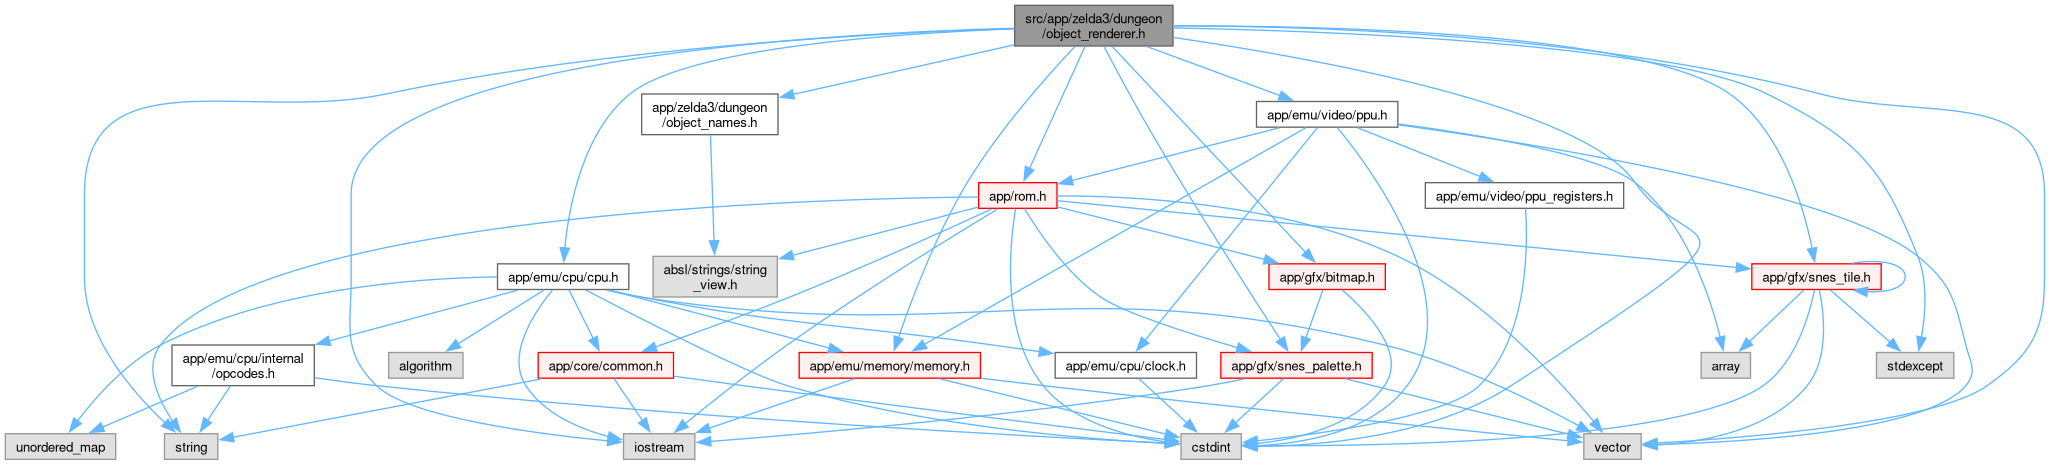 src/app/zelda3/dungeon
/object_renderer.h
app/zelda3/dungeon
/object_names.h
app/emu/video/ppu.h
app/rom.h
app/emu/video/ppu_registers.h
app/emu/cpu/cpu.h
absl/strings/string
_view.h
app/gfx/bitmap.h
app/gfx/snes_tile.h
app/emu/cpu/internal
/opcodes.h
algorithm
app/core/common.h
app/emu/memory/memory.h
app/emu/cpu/clock.h
app/gfx/snes_palette.h
array
stdexcept
unordered_map
string
iostream
cstdint
vector